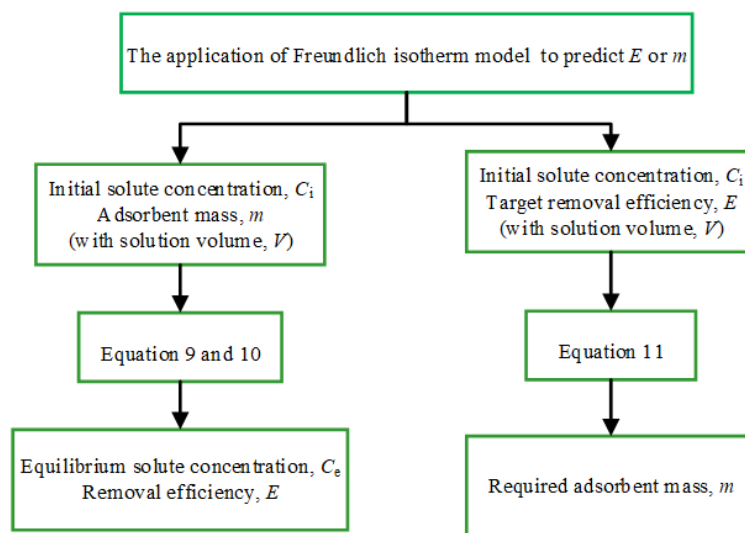 The application of Freundlich isotherm model to predict E or m
Initial solute concentration, Ci
Adsorbent mass, m
(with solution volume, V)
Initial solute concentration, Ci
Target removal efficiency, E
(with solution volume, V)
Equation 9 and 10
Equation 11
Equilibrium solute concentration, Ce
Removal efficiency, E
Required adsorbent mass, m